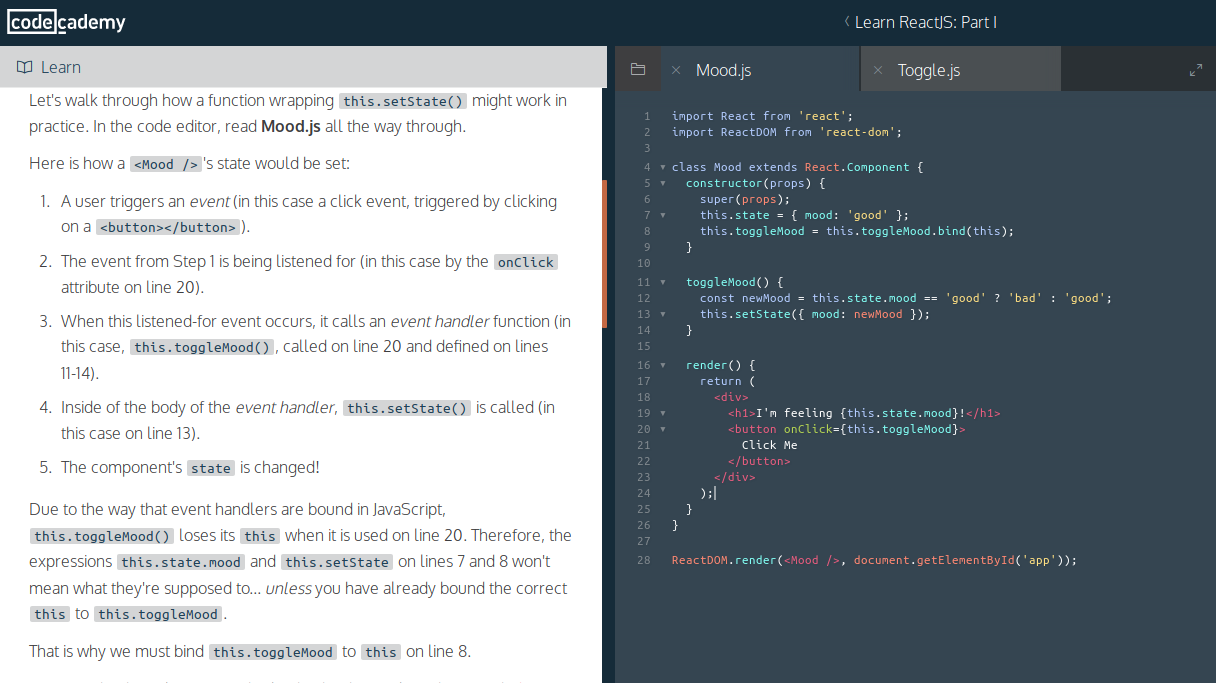 codecademy
Learn ReactJS: Part I
Learn
Mood.js
Toggle.js
Let's walk through how a function wrapping this.setState() might work in
practice. In the code editor, read Mood.js all the way through.
Here is how a <Mood />'s state would be set:
1. A user triggers an event (in this case a click event, triggered by clicking
on a <button></button>).
2. The event from Step 1 is being listened for (in this case by the onClick
attribute on line 20).
3. When this listened-for event occurs, it calls an event handler function (in
this case, this.toggleMood(), called on line 20 and defined on lines
11-14).
4. Inside of the body of the event handler, this.setState() is called (in
this case on line 13).
5. The component's state is changed!
Due to the way that event handlers are bound in JavaScript,
this.toggleMood() loses its this when it is used on line 20. Therefore, the
expressions this.state.mood and this.setState on lines 7 and 8 won't
mean what they're supposed to... unless you have already bound the correct
this to this.toggleMood.
That is why we must bind this.toggleMood to this on line 8.
1 import React from 'react';
2 import ReactDOM from 'react-dom';
3
4 class Mood extends React.Component {
5 constructor(props) {
6 super(props);
7 this.state = { mood: 'good' };
8 this.toggleMood = this.toggleMood.bind(this);
9 }
10
11 toggleMood() {
12 const newMood = this.state.mood == 'good' ? 'bad' : 'good';
13 this.setState({ mood: newMood });
14 }
15
16 render() {
17 return (
18 <div>
19 <h1>I'm feeling {this.state.mood}!</h1>
20 <button onClick={this.toggleMood}>
21 Click Me
22 </button>
23 </div>
24 );
25 }
26 }
27
28 ReactDOM.render(<Mood />, document.getElementById('app'));